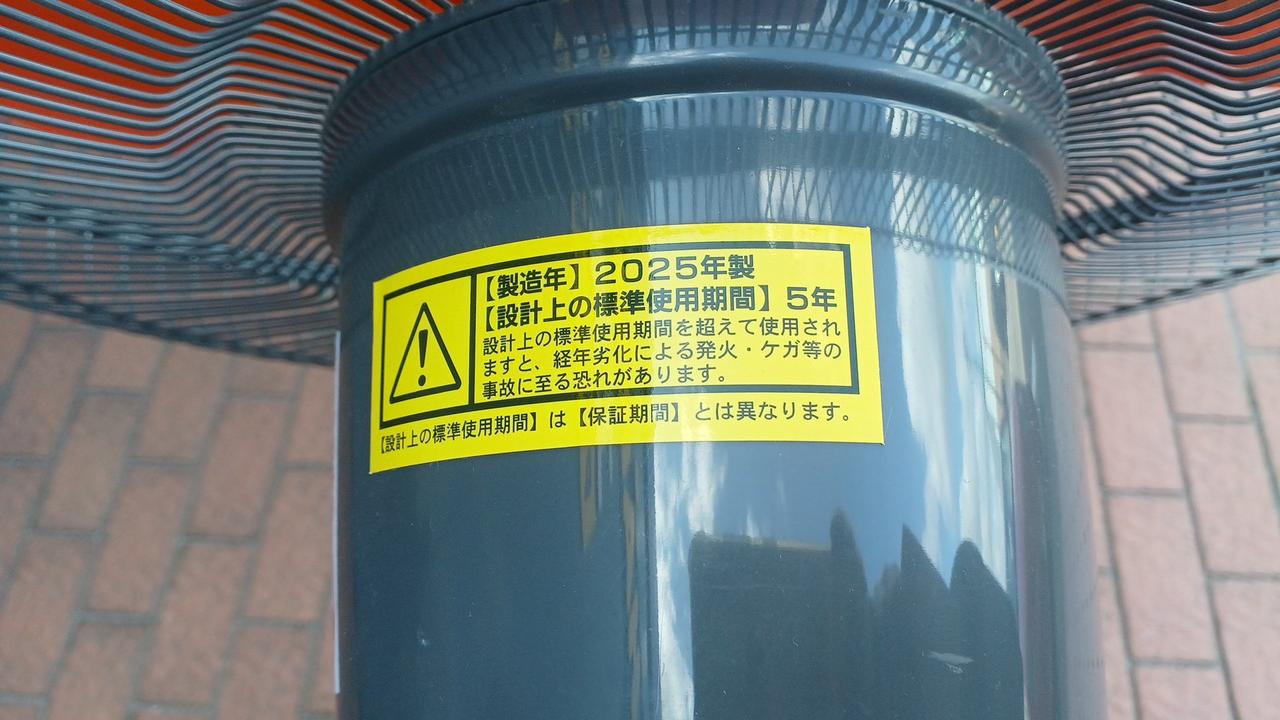 【製造年】2025年製
【設計上の標準使用期間】5年
設計上の標準使用期間を超えて使用され
ますと、経年劣化による発火・ケガ等の
事故に至る恐れがあります。
【設計上の標準使用期間】は【保証期間】とは異なります。